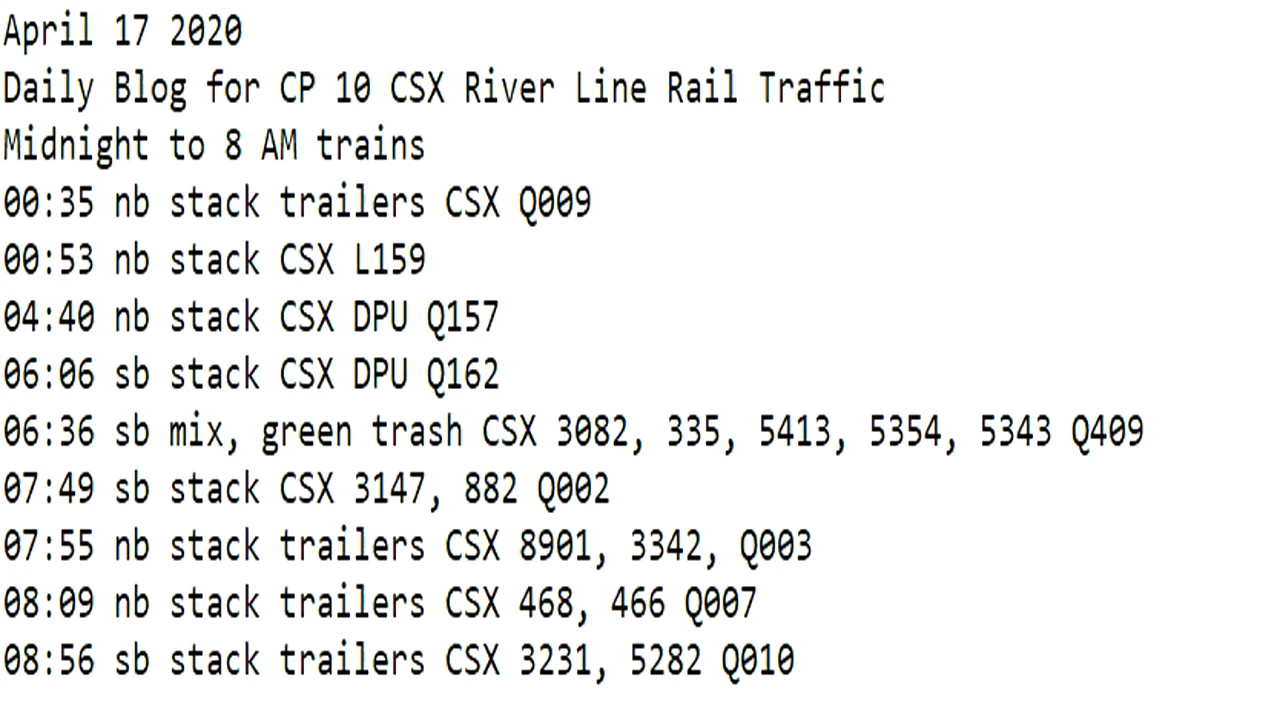 April 17 2020
Daily Blog for CP 10 CSX River Line Rail Traffic
Midnight to 8 AM trains
00:35 nb stack trailers CSX Q009
00:53 nb stack CSX L159
04:40 nb stack CSX DPU Q157
06:06 sb stack CSX DPU Q162
06:36 sb mix, green trash CSX 3082, 335, 5413, 5354, 5343 Q409
07:49 sb stack CSX 3147, 882 Q002
07:55 nb stack trailers CSX 8901, 3342, Q003
08:09 nb stack trailers CSX 468, 466 Q007
08:56 sb stack trailers CSX 3231, 5282 Q010